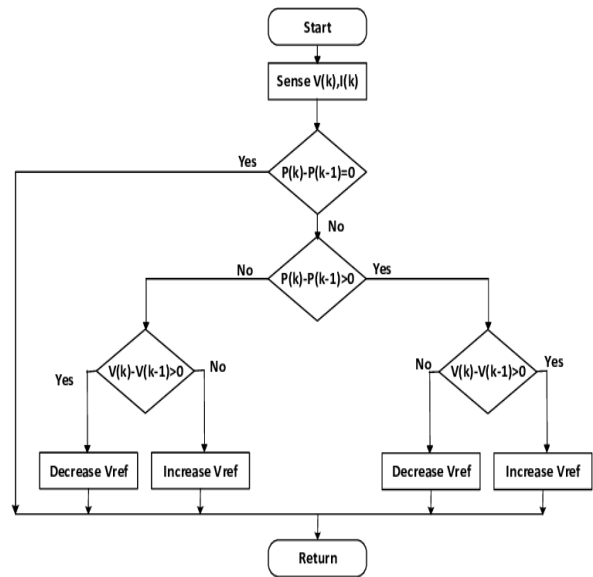 Start
Sense V(k),I(k)
Yes
P(k)-P(k-1)=0
No
No
P(k)-P(k-1)>0
Yes
Yes
V(k)-V(k-1)>0
No
No
V(k)-V(k-1)>0
Yes
Decrease Vref
Increase Vref
Decrease Vref
Increase Vref
Return